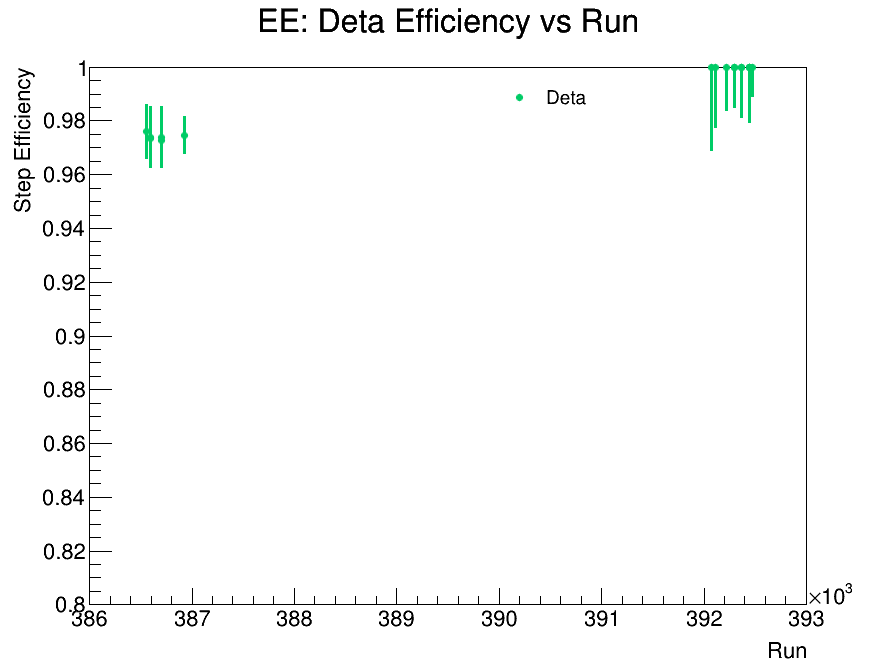 EE: Deta Efficiency vs Run
Step Efficiency
Deta
1
0.98
0.96
0.94
0.92
0.9
0.88
0.86
0.84
0.82
0.8
386 387 388 389 390 391 392 393
×10³
Run